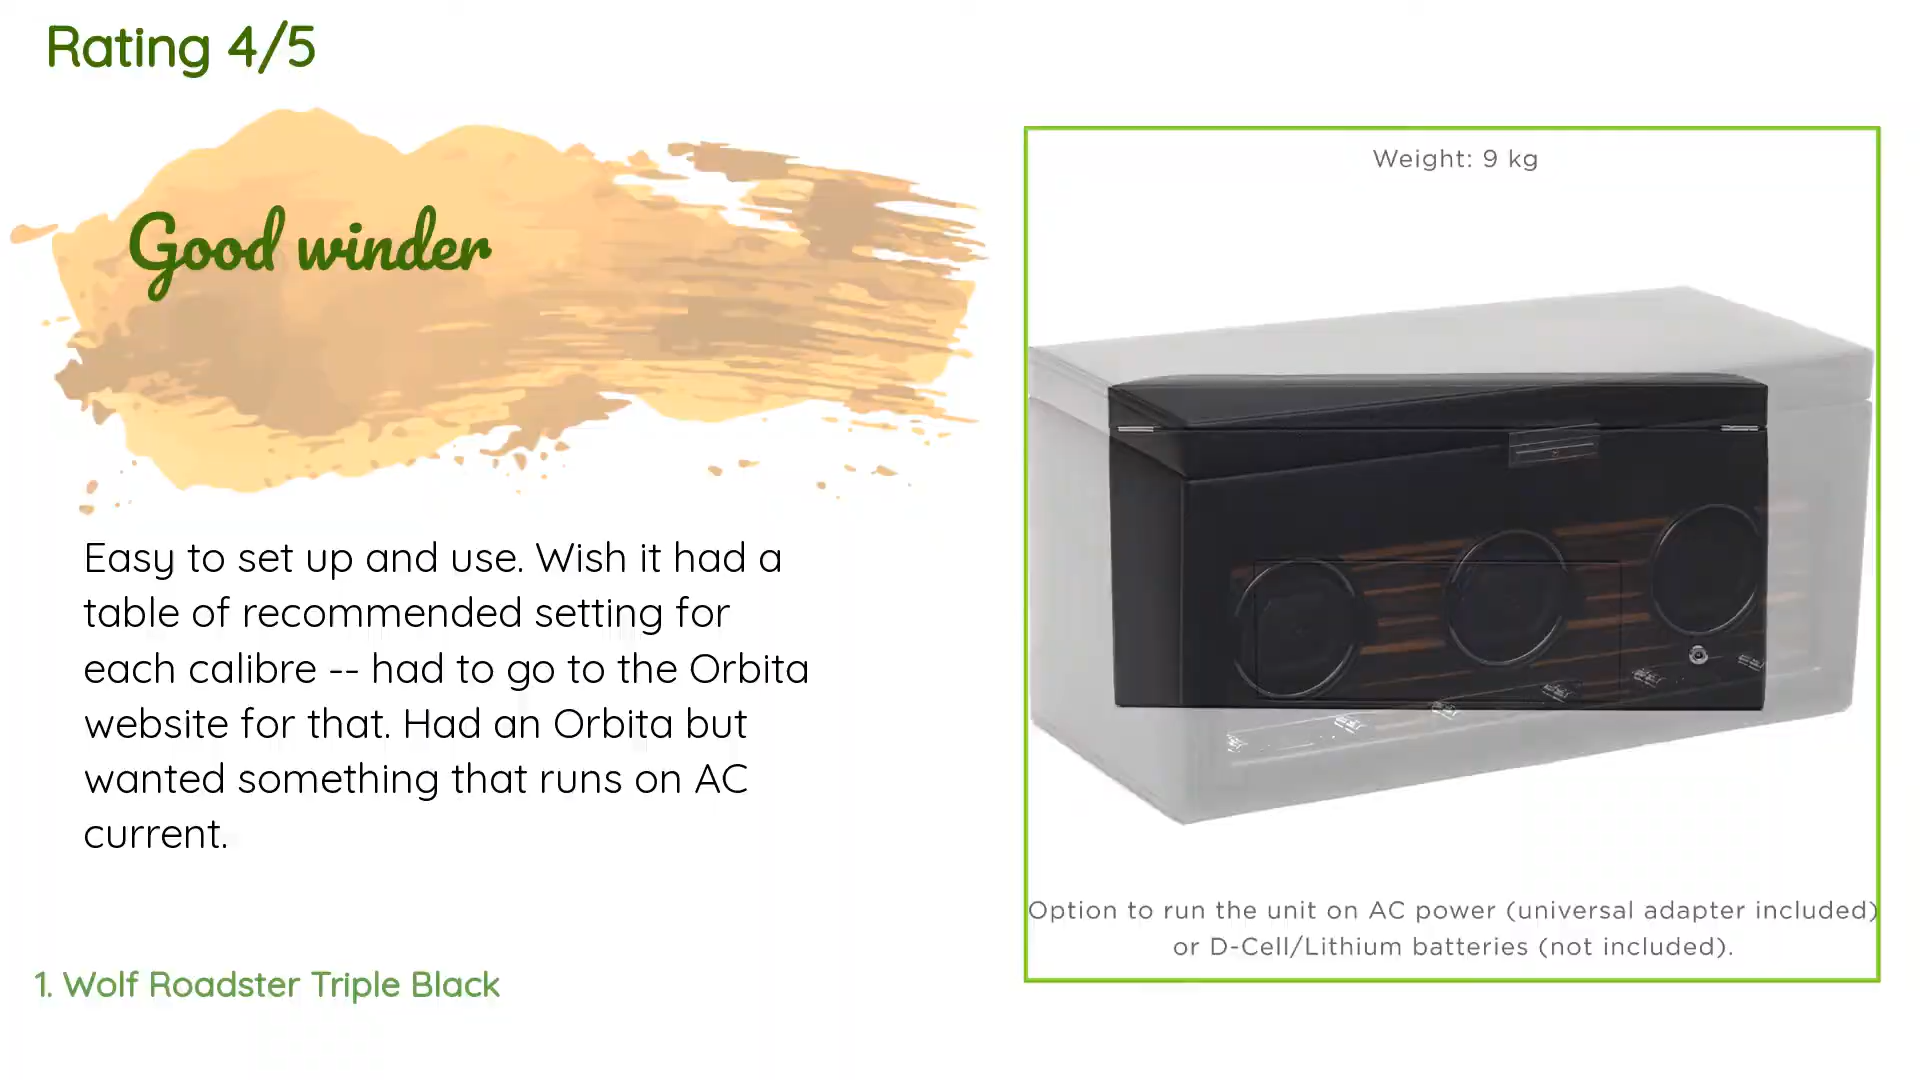 Rating 4/5
Good winder
Weight: 9 kg
Easy to set up and use. Wish it had a
table of recommended setting for
each calibre -- had to go to the Orbita
website for that. Had an Orbita but
wanted something that runs on AC
current.
Option to run the unit on AC power (universal adapter included)
or D-Cell/Lithium batteries (not included).
1. Wolf Roadster Triple Black